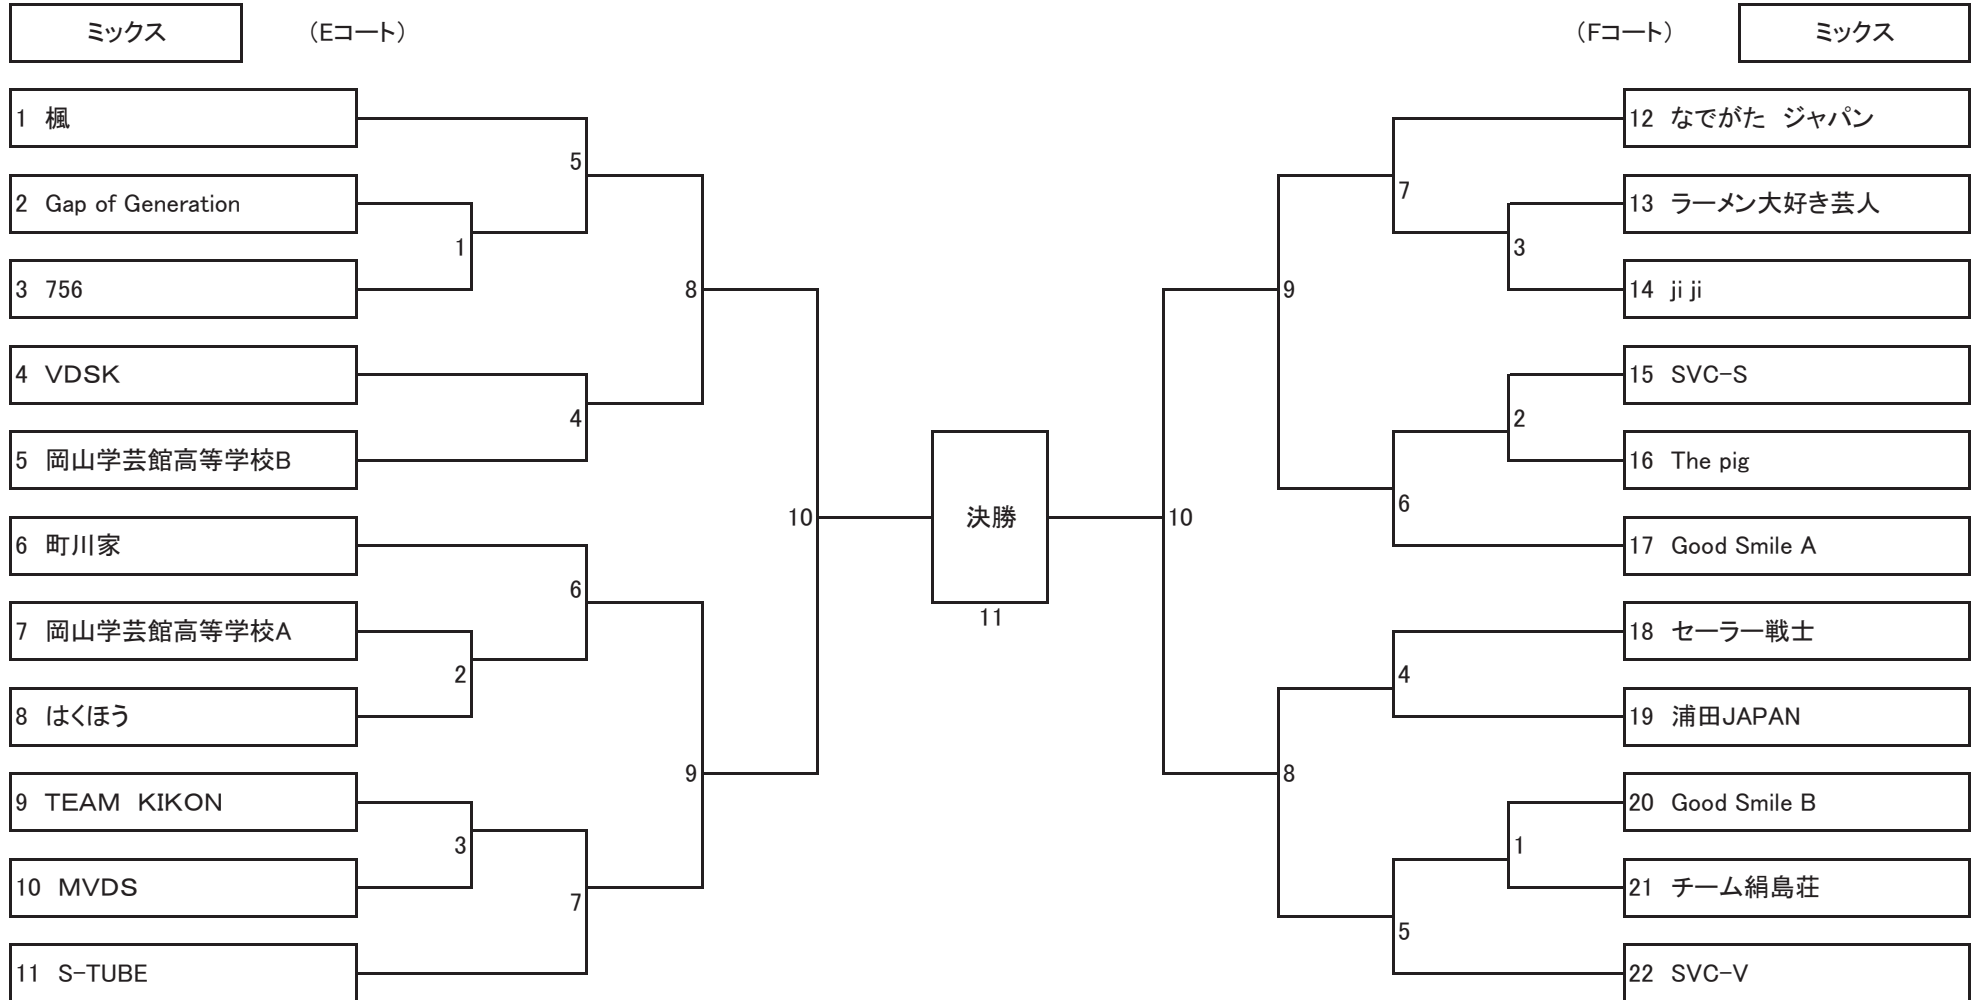 ミックス
（Eコート）
（Fコート）
ミックス
1 楓
5
2 Gap of Generation
1
3 756
8
4 VDSK
4
5 岡山学芸館高等学校B
10
6 町川家
6
7 岡山学芸館高等学校A
2
8 はくほう
9
9 TEAM KIKON
3
10 MVDS
7
11 S-TUBE
決勝
11
12 なでがた ジャパン
7
13 ラーメン大好き芸人
3
14 ji ji
9
15 SVC-S
2
16 The pig
6
17 Good Smile A
10
18 セーラー戦士
4
19 浦田JAPAN
8
20 Good Smile B
1
21 チーム絹島荘
5
22 SVC-V